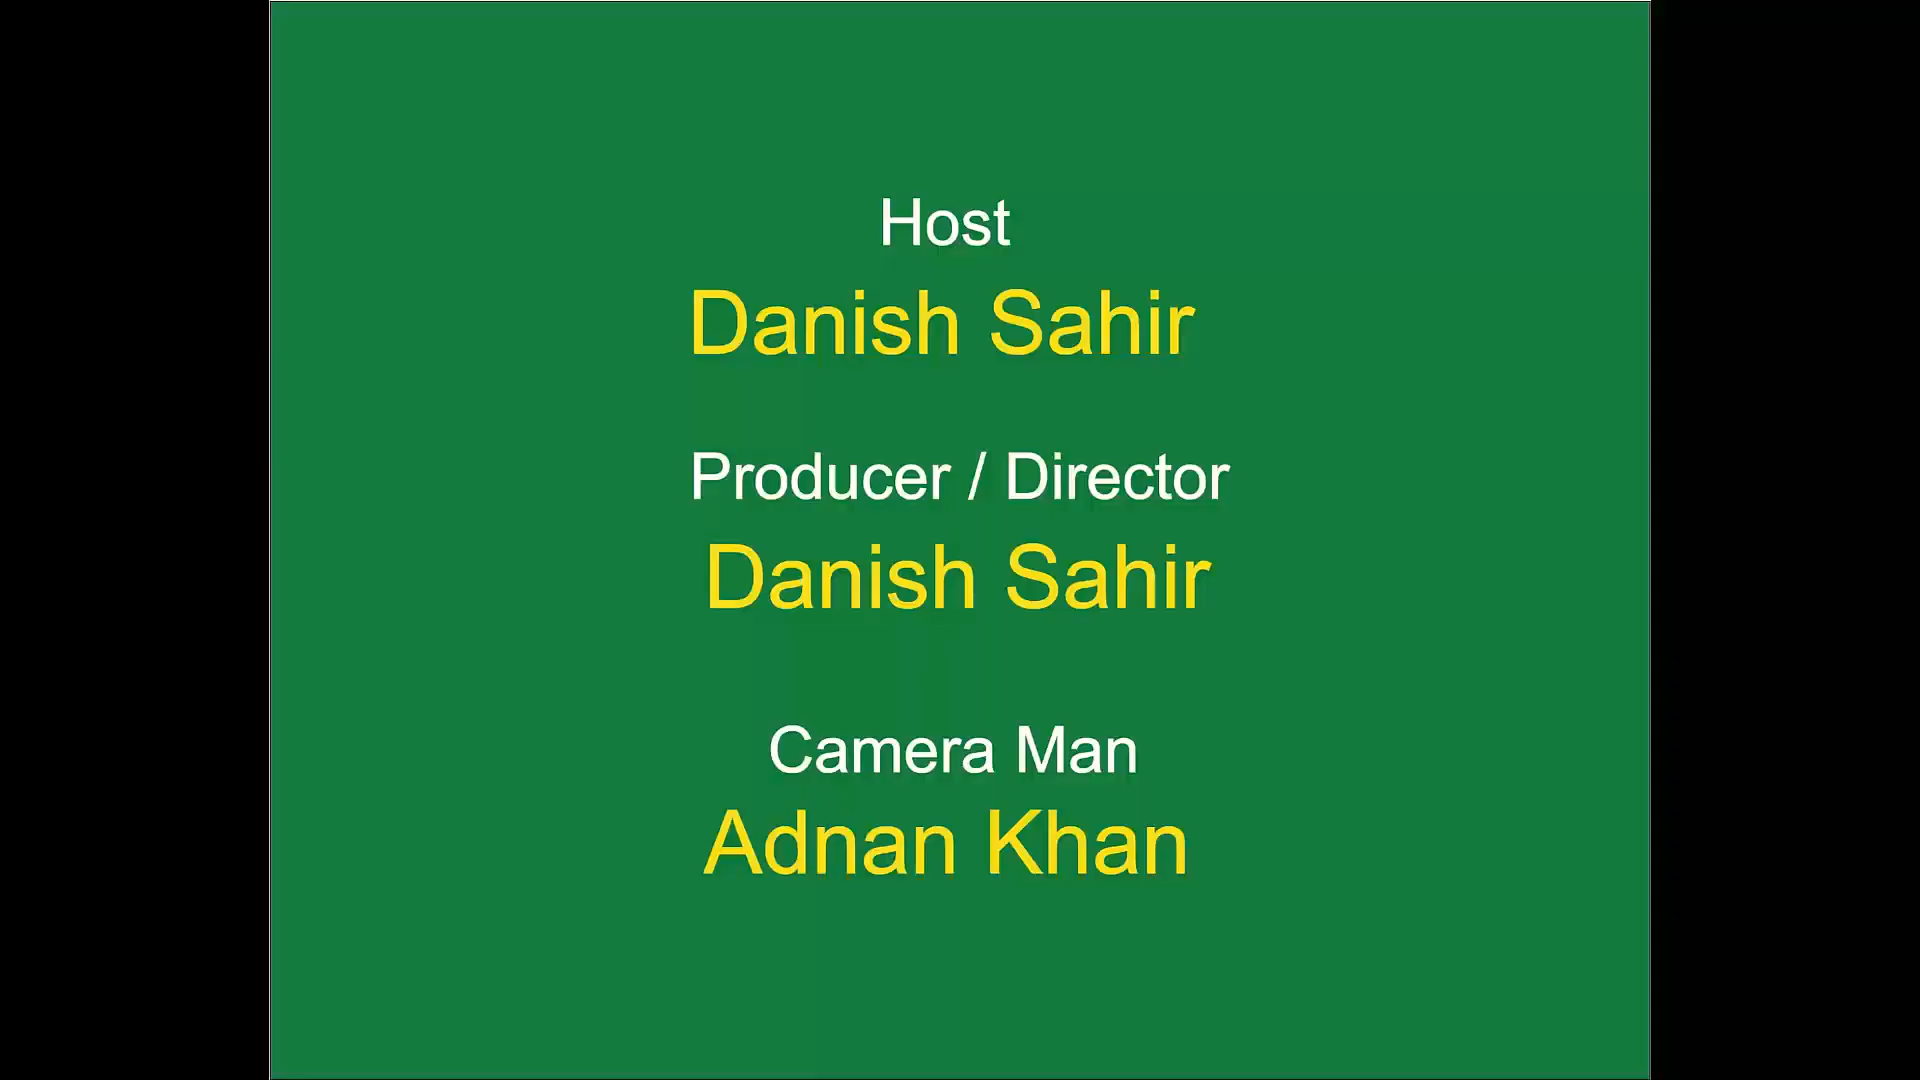 Host
Danish Sahir
Producer / Director
Danish Sahir
Camera Man
Adnan Khan